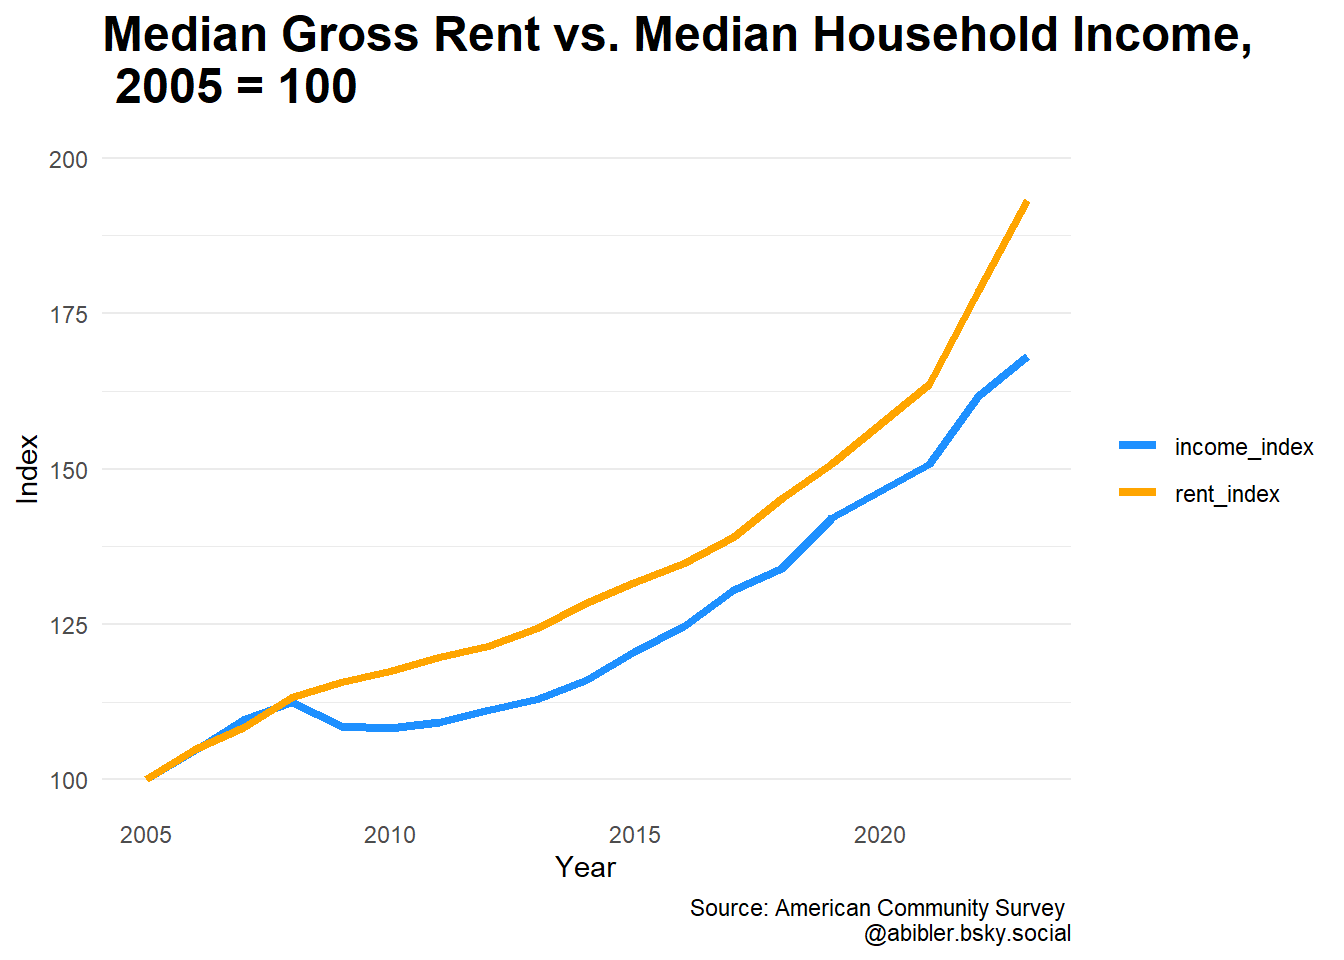 Median Gross Rent vs. Median Household Income,
2005 = 100
200
175
150
125
100
Index
2005
2010
2015
2020
Year
income_index
rent_index
Source: American Community Survey
@abibler.bsky.social